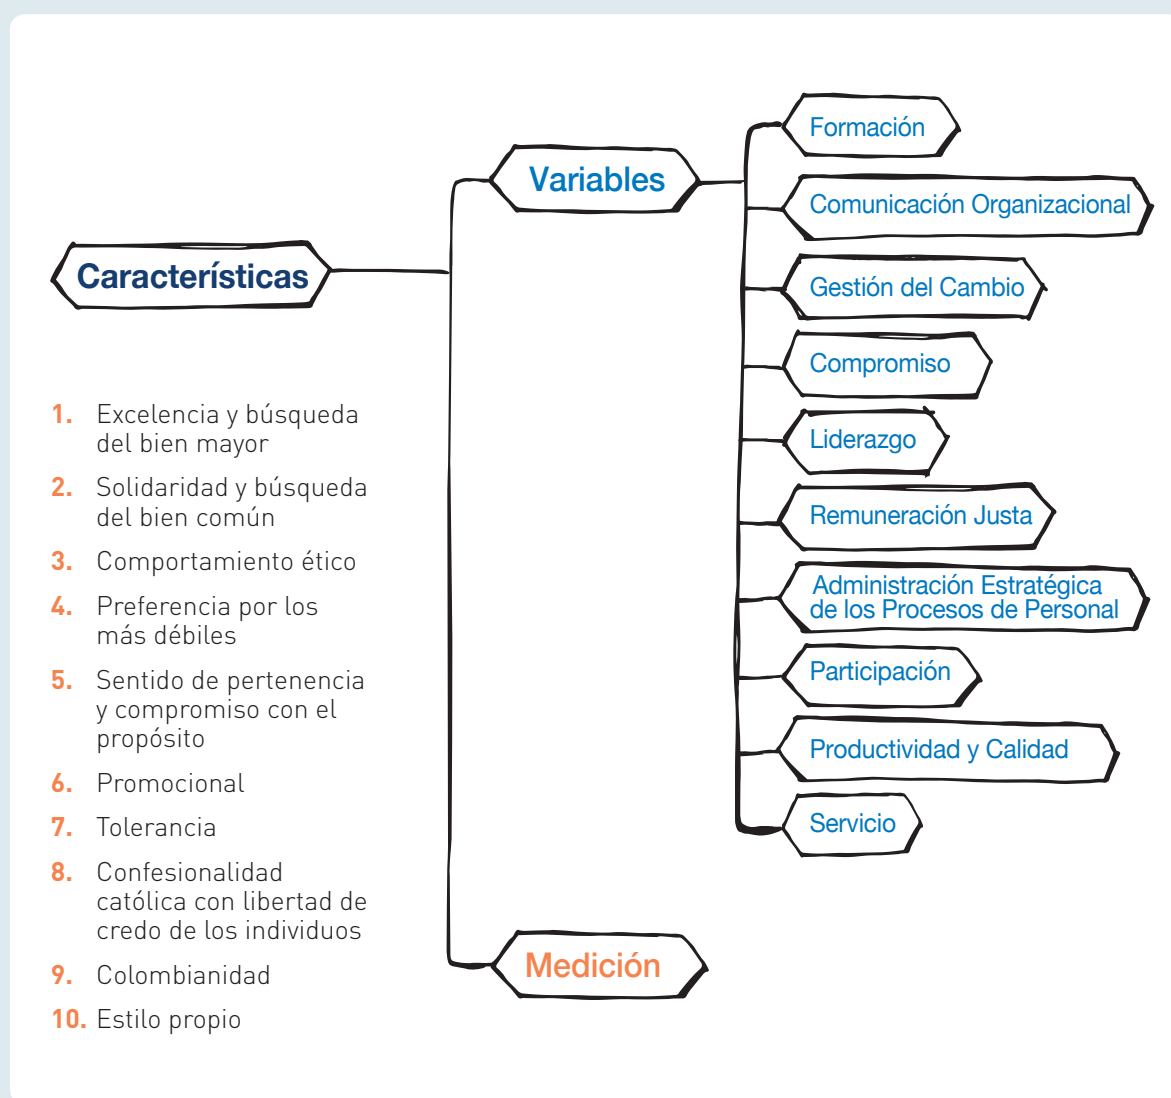 Características
1. Excelencia y búsqueda
del bien mayor
2. Solidaridad y búsqueda
del bien común
3. Comportamiento ético
4. Preferencia por los
más débiles
5. Sentido de pertenencia
y compromiso con el
propósito
6. Promocional
7. Tolerancia
8. Confesionalidad
católica con libertad de
credo de los individuos
9. Colombianidad
10. Estilo propio
Variables
Formación
Comunicación Organizacional
Gestión del Cambio
Compromiso
Liderazgo
Remuneración Justa
Administración Estratégica
de los Procesos de Personal
Participación
Productividad y Calidad
Servicio
Medición